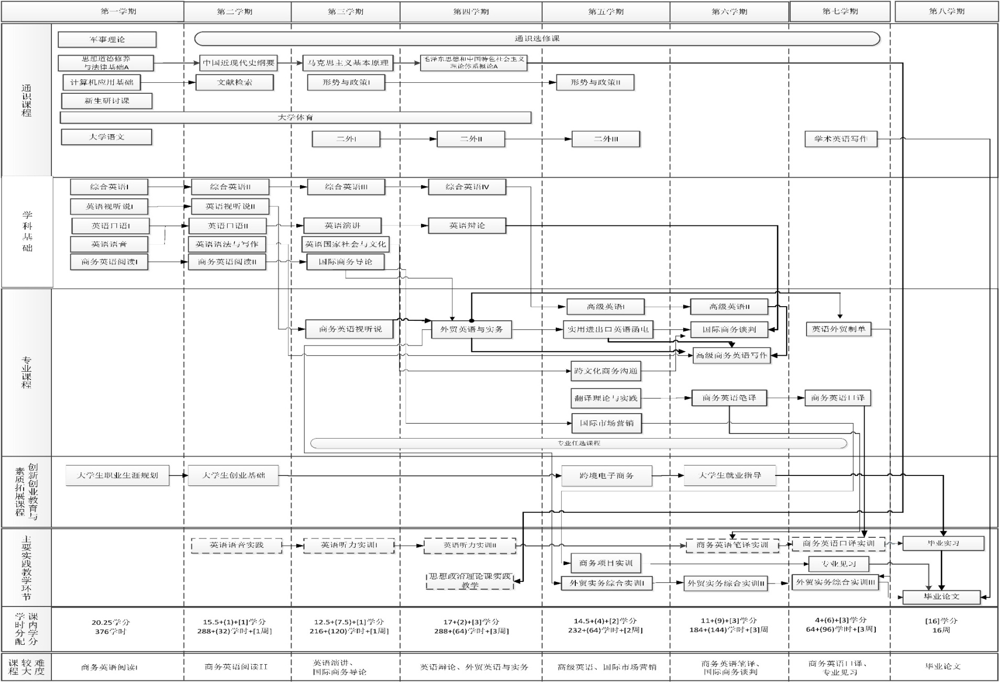 第一学期
第二学期
第三学期
第四学期
第五学期
第六学期
第七学期
第八学期
通识课程
军事理论
通识选修课
思想道德修养
与法律基础A
中国近现代史纲要
马克思主义基本原理
毛泽东思想和中国特色社会主义
理论体系概论A
计算机应用基础
文献检索
形势与政策I
形势与政策II
新生研讨课
大学体育
大学语文
二外I
二外II
二外III
学术英语写作
学科基础
综合英语I
综合英语II
综合英语III
综合英语IV
英语视听说I
英语视听说II
英语口语I
英语口语II
英语演讲
英语辩论
英语语音
英语语法与写作
英语国家社会与文化
商务英语阅读I
商务英语阅读II
国际商务导论
专业课程
高级英语I
高级英语II
商务英语视听说
外贸英语与实务
实用进出口英语函电
国际商务谈判
英语外贸制单
高级商务英语写作
跨文化商务沟通
翻译理论与实践
商务英语笔译
商务英语口译
国际市场营销
专业任选课程
创新创业教育与
素质拓展课程
大学生职业生涯规划
大学生创业基础
跨境电子商务
大学生就业指导
主要实践教学环节
英语语音实践
英语听力实训I
英语听力实训II
商务英语笔译实训
商务英语口译实训
毕业实习
商务项目实训
专业见习
思想政治理论课实践
教学
外贸实务综合实训I
外贸实务综合实训II
外贸实务综合实训III
毕业论文
课内学分
学时分配
20.25学分
376学时
15.5+(1)+[1]学分
288+(32)学时+[1周]
12.5+(7.5)+[1]学分
216+(120)学时+[1周]
17+(2)+[3]学分
288+(64)学时+[3周]
14.5+(4)+[2]学分
232+(64)学时+[2周]
11+(9)+[3]学分
184+(144)学时+[3]周
4+(6)+[3]学分
64+(96)学时+[3周]
[16]学分
16周
难度
较大
课程
商务英语阅读I
商务英语阅读II
英语演讲、
国际商务导论
英语辩论、外贸英语与实务
高级英语、国际市场营销
商务英语笔译、
国际商务谈判
商务英语口译、
专业见习
毕业论文